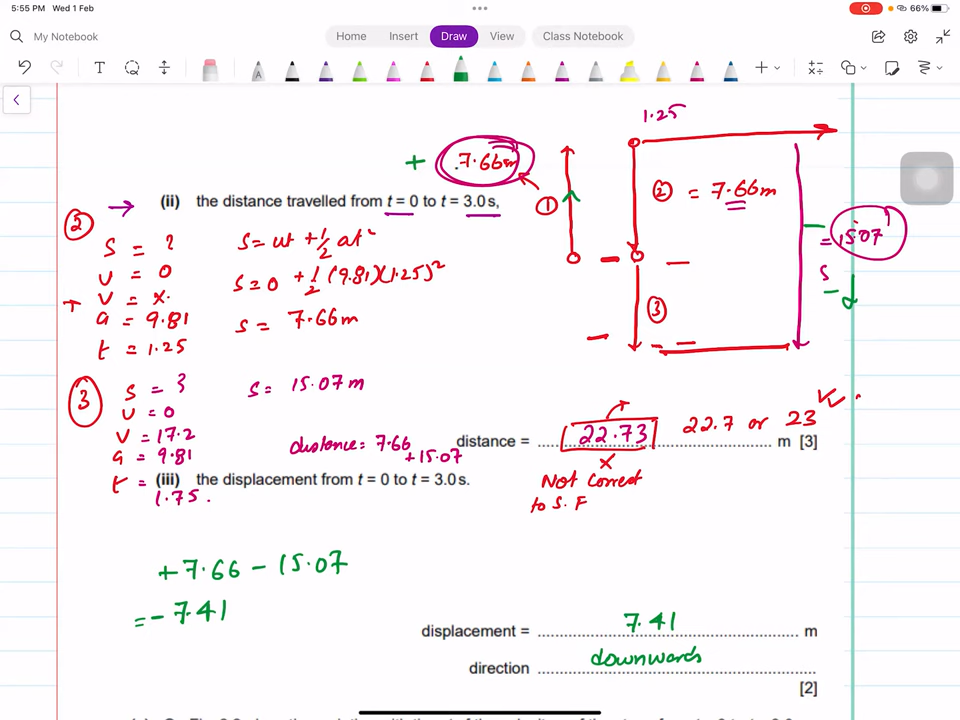 5:55 PM Wed 1 Feb
66%
My Notebook
Home Insert Draw View Class Notebook
1.25
+ 7.66m
① ② = 7.66m
(ii) the distance travelled from t = 0 to t = 3.0 s,
② = 15.07
S = ? S = ut + 1/2 at²
U = 0 S = 0 + 1/2 (9.81)(1.25)²
V = x.
a = 9.81 S = 7.66m
t = 1.25
③
③ S = ? S = 15.07 m
U = 0
V = 17.2
a = 9.81
t = 1.75.
distance = 7.66 + 15.07
distance = 22.73 m [3]
22.7 or 23
x
Not correct
to S.F
(iii) the displacement from t = 0 to t = 3.0 s.
+7.66 - 15.07
= - 7.41
displacement = 7.41 m
direction downwards
[2]